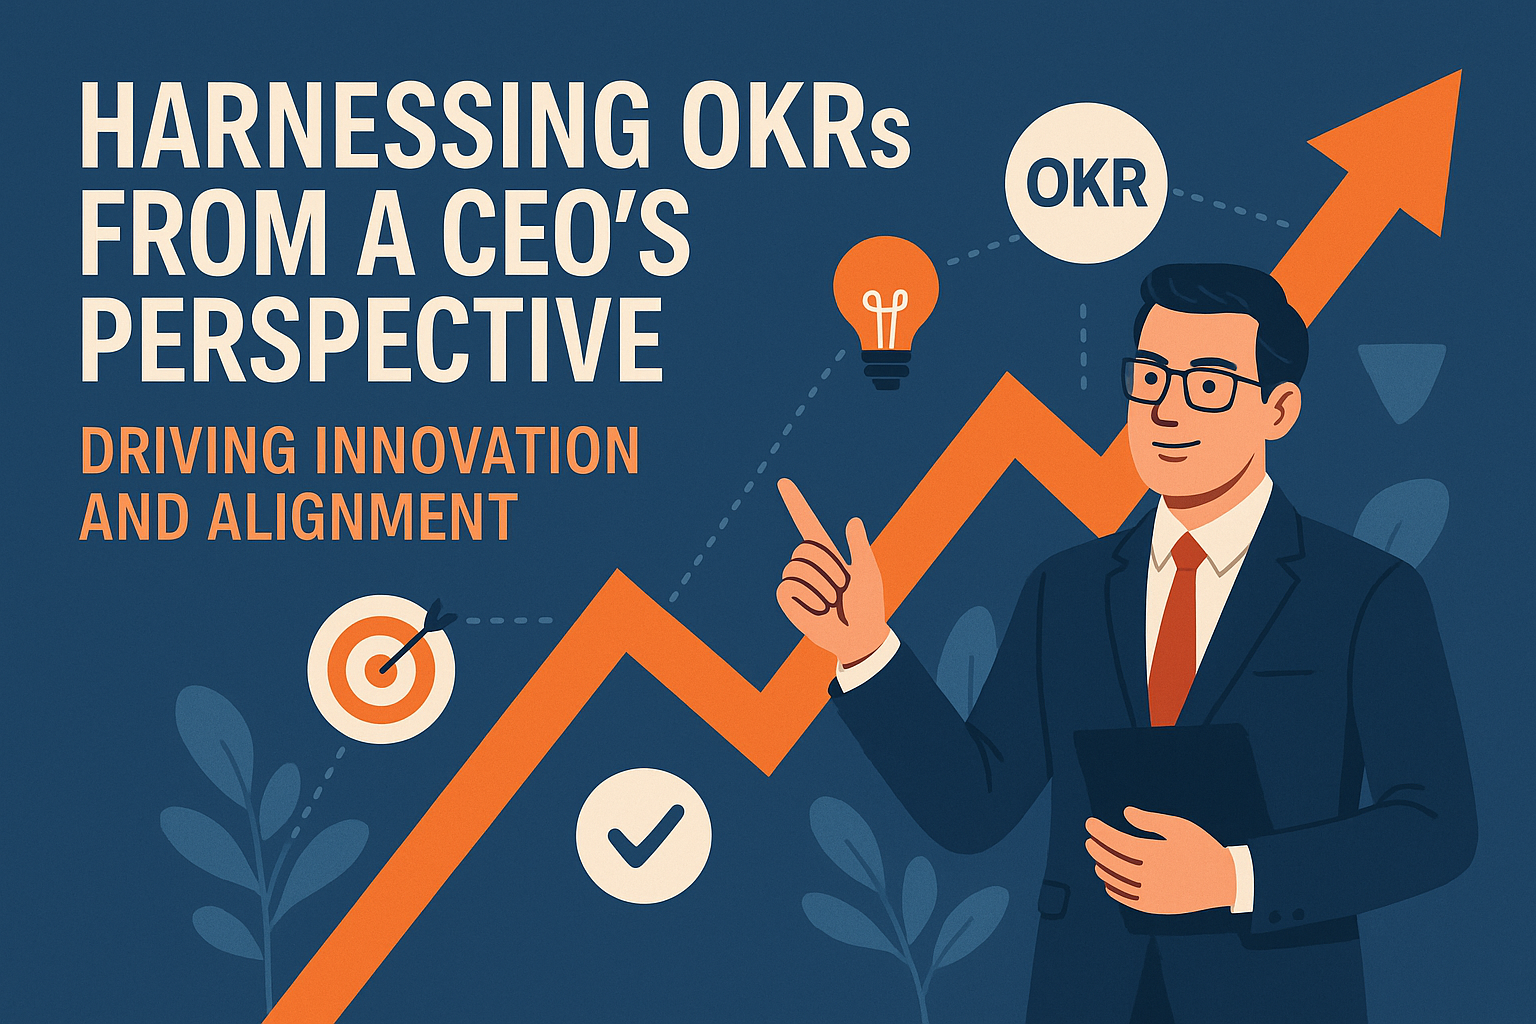 HARNESSING OKRs
FROM A CEO'S
PERSPECTIVE
DRIVING INNOVATION
AND ALIGNMENT
OKR